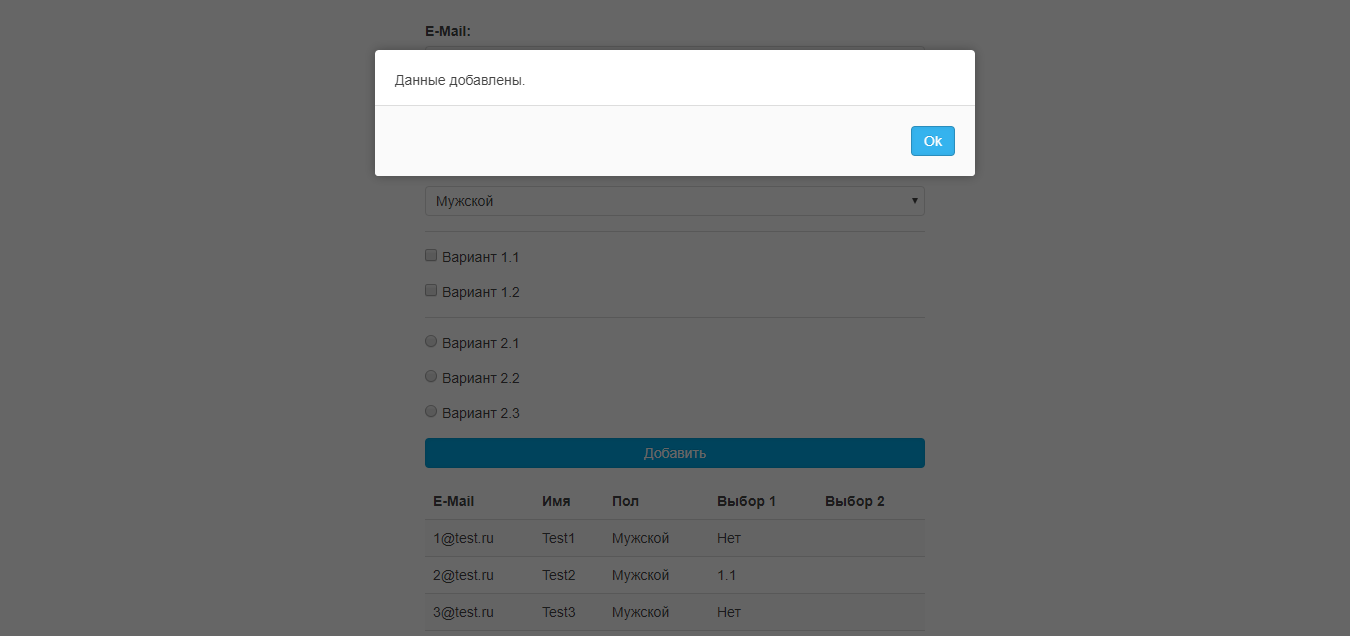 E-Mail:
Данные добавлены.
Ok
Мужской
Вариант 1.1
Вариант 1.2
Вариант 2.1
Вариант 2.2
Вариант 2.3
Добавить
E-Mail Имя Пол Выбор 1 Выбор 2
1@test.ru Test1 Мужской Нет
2@test.ru Test2 Мужской 1.1
3@test.ru Test3 Мужской Нет